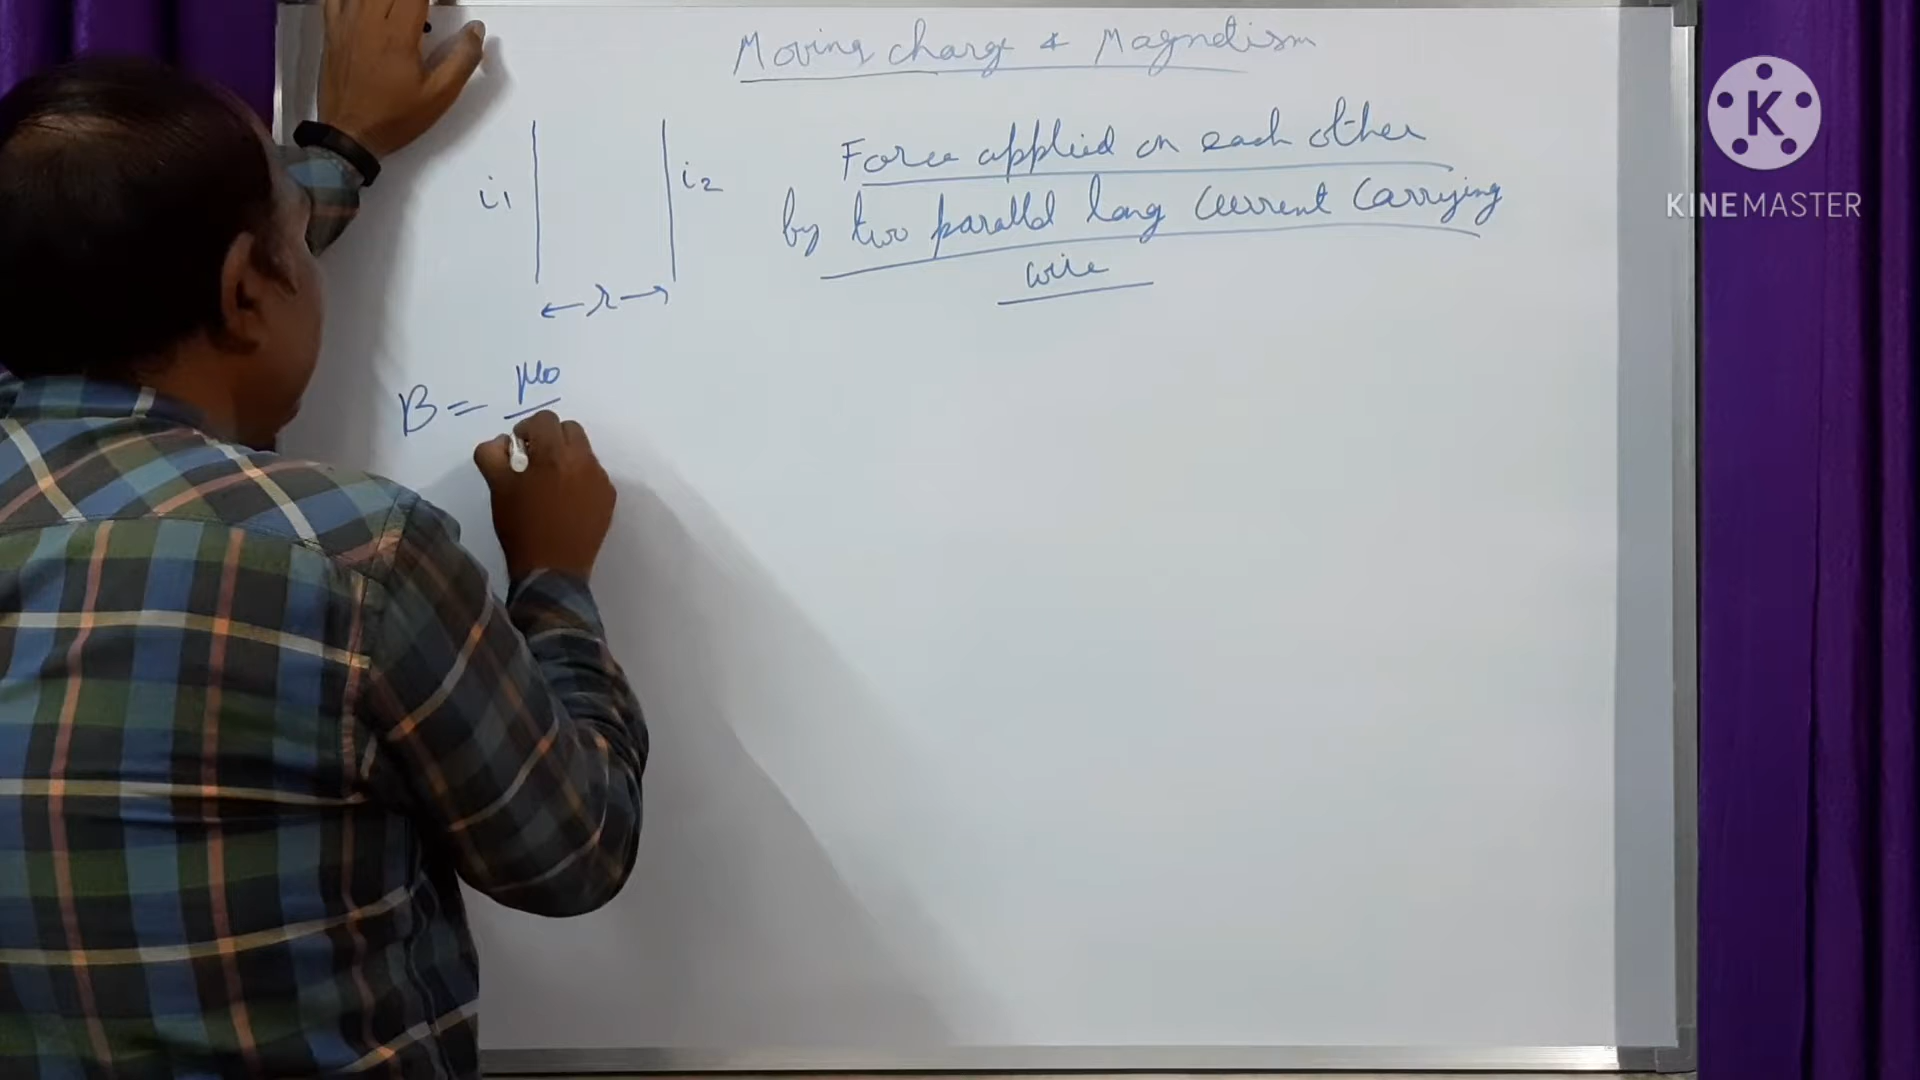 Moving charge & Magnetism
Force applied on each other
by two parallel long current carrying
wire
i1
i2
r
B = μ0
K
KINEMASTER